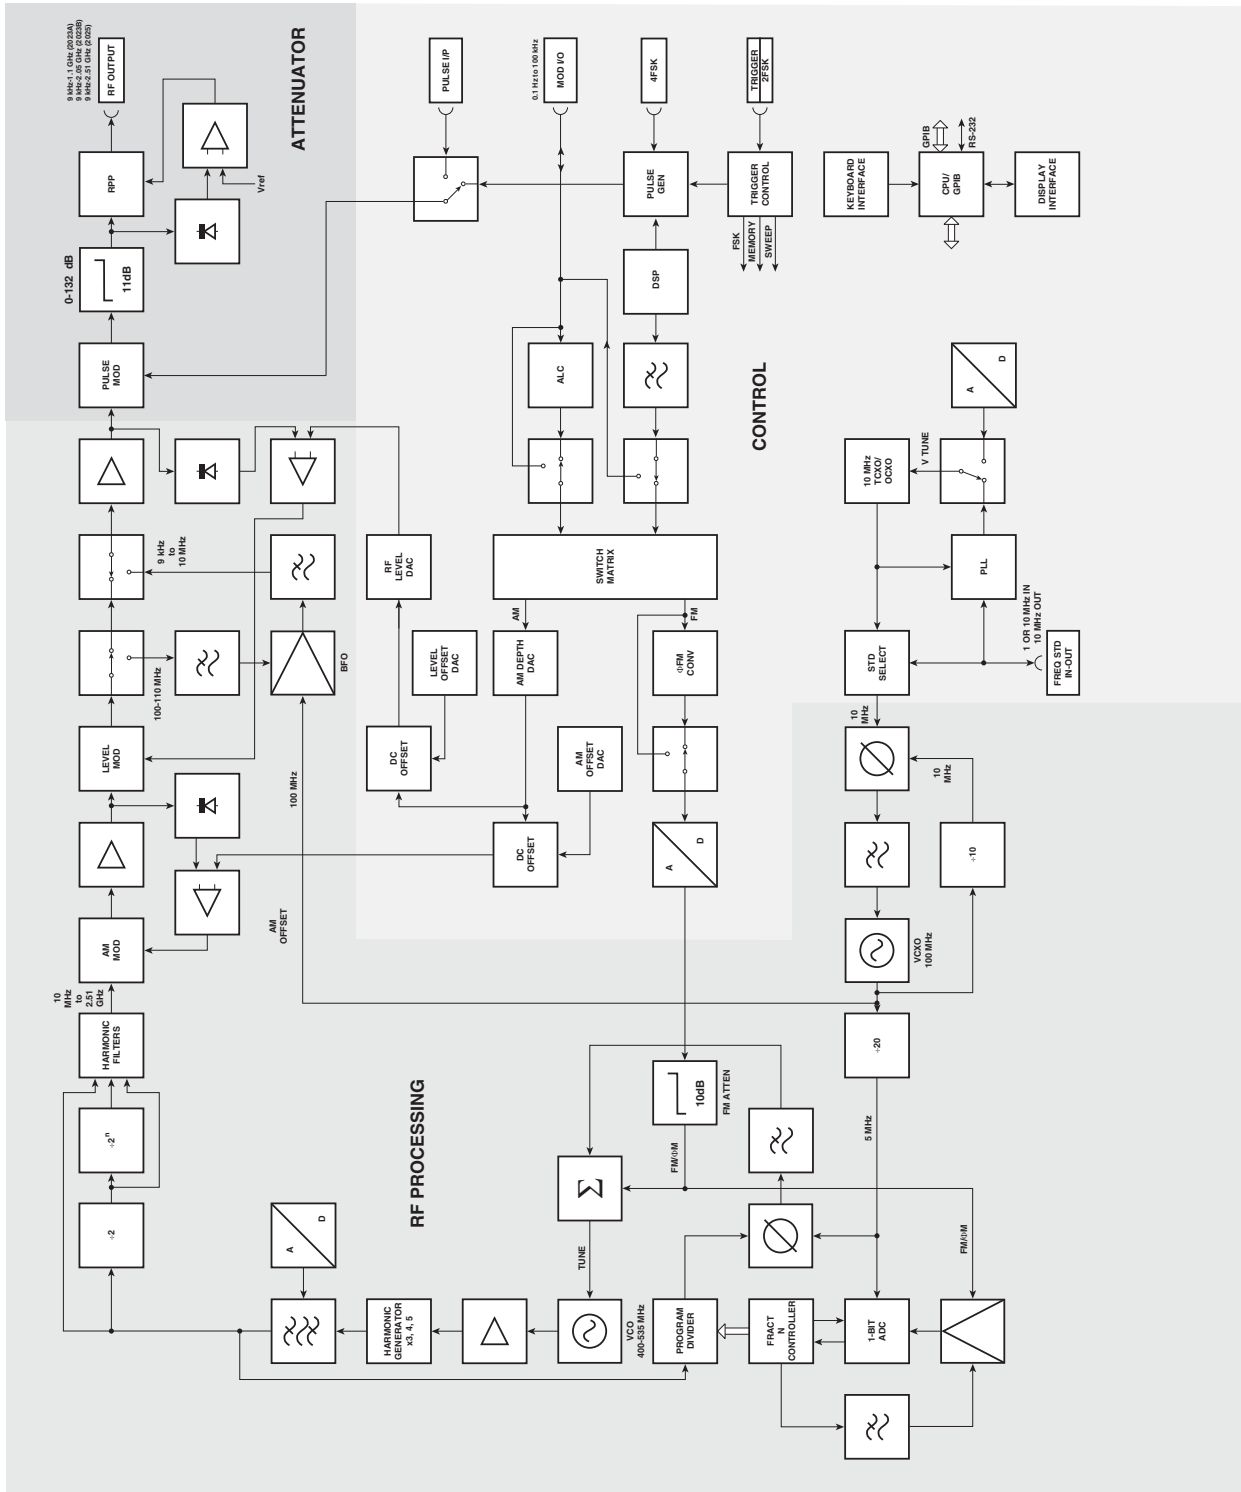 9 kHz-1.1 GHz (2023A)
9 kHz-2.05 GHz (2023B)
9 kHz-2.51 GHz (2025)
RF OUTPUT
RPP
Vref
0-132 dB
11dB
PULSE
MOD
ATTENUATOR
PULSE I/P
0.1 Hz to 100 kHz
MOD I/O
4FSK
TRIGGER
2FSK
PULSE
GEN
TRIGGER
CONTROL
FSK
MEMORY
SWEEP
KEYBOARD
INTERFACE
CPU/
GPIB
GPIB
RS-232
DISPLAY
INTERFACE
DSP
ALC
CONTROL
A
D
10 MHz
TCXO/
OCXO
V TUNE
PLL
1 OR 10 MHz IN
10 MHz OUT
FREQ STD
IN-OUT
STD
SELECT
10
MHz
SWITCH
MATRIX
AM
FM
AM DEPTH
DAC
ΦFM
CONV
RF
LEVEL
DAC
LEVEL
OFFSET
DAC
DC
OFFSET
AM
OFFSET
DAC
DC
OFFSET
A
D
9 kHz
to
10 MHz
100-110 MHz
BFO
LEVEL
MOD
100 MHz
AM
OFFSET
AM
MOD
10
MHz
to
2.51
GHz
HARMONIC
FILTERS
÷2ⁿ
÷2
RF PROCESSING
A
D
HARMONIC
GENERATOR
x3, 4, 5
VCO
400-535 MHz
TUNE
Σ
FM/ΦM
10dB
FM ATTEN
PROGRAM
DIVIDER
FRACT
N
CONTROLLER
1-BIT
ADC
FM/ΦM
5 MHz
÷20
VCXO
100 MHz
÷10
10
MHz